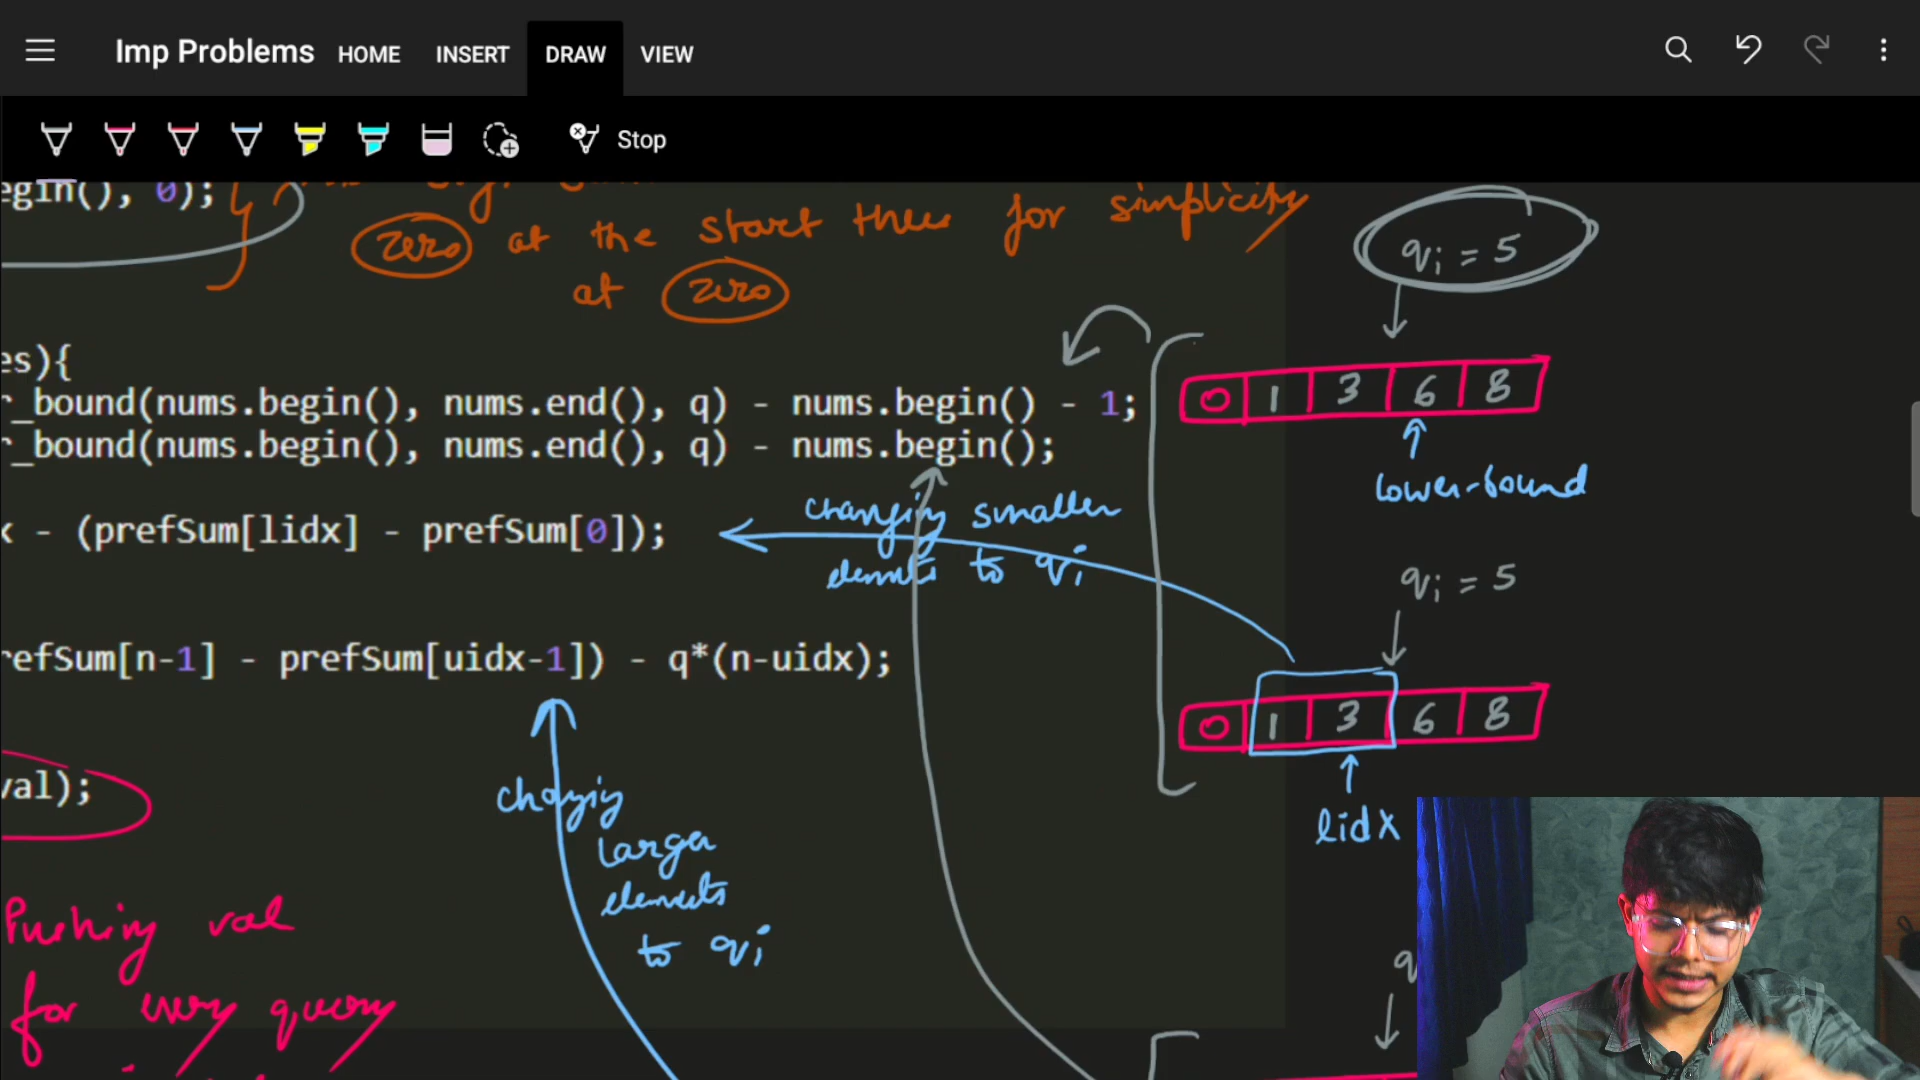 Imp Problems HOME INSERT DRAW VIEW
Stop
egin(), 0);
zero at the start thus for simplicity
at zero
qi = 5
es){
r_bound(nums.begin(), nums.end(), q) - nums.begin() - 1;
r_bound(nums.begin(), nums.end(), q) - nums.begin();
0 1 3 6 8
lower-bound
changing smaller
elements to qi
x - (prefSum[lidx] - prefSum[0]);
qi = 5
refSum[n-1] - prefSum[uidx-1]) - q*(n-uidx);
0 1 3 6 8
lidx
val);
changing
larger
elements
to qi
Pushing val
for every query
q